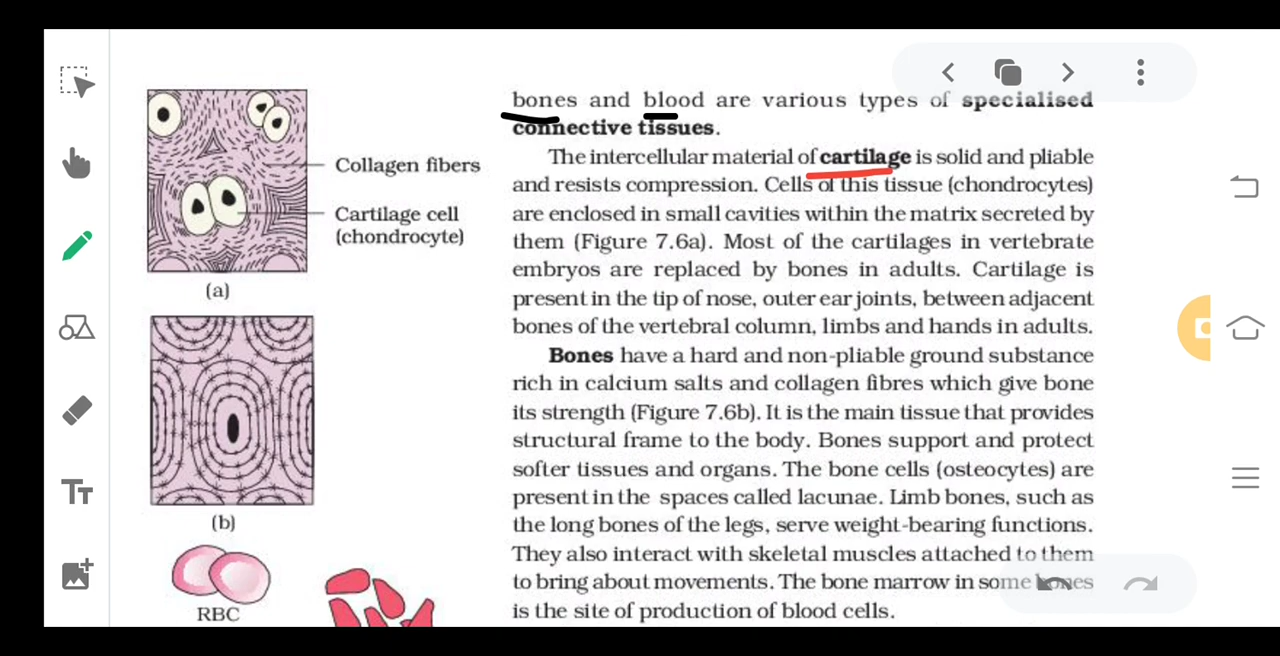 bones and blood are various types of specialised
connective tissues.
The intercellular material of cartilage is solid and pliable
and resists compression. Cells of this tissue (chondrocytes)
are enclosed in small cavities within the matrix secreted by
them (Figure 7.6a). Most of the cartilages in vertebrate
embryos are replaced by bones in adults. Cartilage is
present in the tip of nose, outer ear joints, between adjacent
bones of the vertebral column, limbs and hands in adults.
Bones have a hard and non-pliable ground substance
rich in calcium salts and collagen fibres which give bone
its strength (Figure 7.6b). It is the main tissue that provides
structural frame to the body. Bones support and protect
softer tissues and organs. The bone cells (osteocytes) are
present in the spaces called lacunae. Limb bones, such as
the long bones of the legs, serve weight-bearing functions.
They also interact with skeletal muscles attached to them
to bring about movements. The bone marrow in some bones
is the site of production of blood cells.
Collagen fibers
Cartilage cell
(chondrocyte)
(a)
(b)
RBC
TT